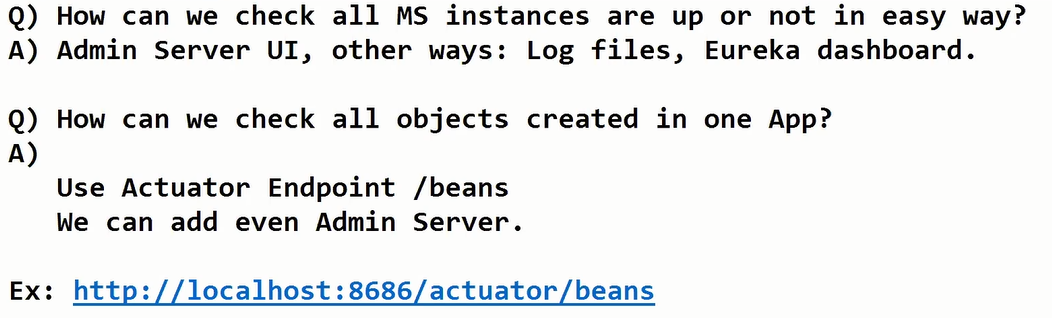 Q) How can we check all MS instances are up or not in easy way?
A) Admin Server UI, other ways: Log files, Eureka dashboard.
Q) How can we check all objects created in one App?
A)
Use Actuator Endpoint /beans
We can add even Admin Server.
Ex: http://localhost:8686/actuator/beans